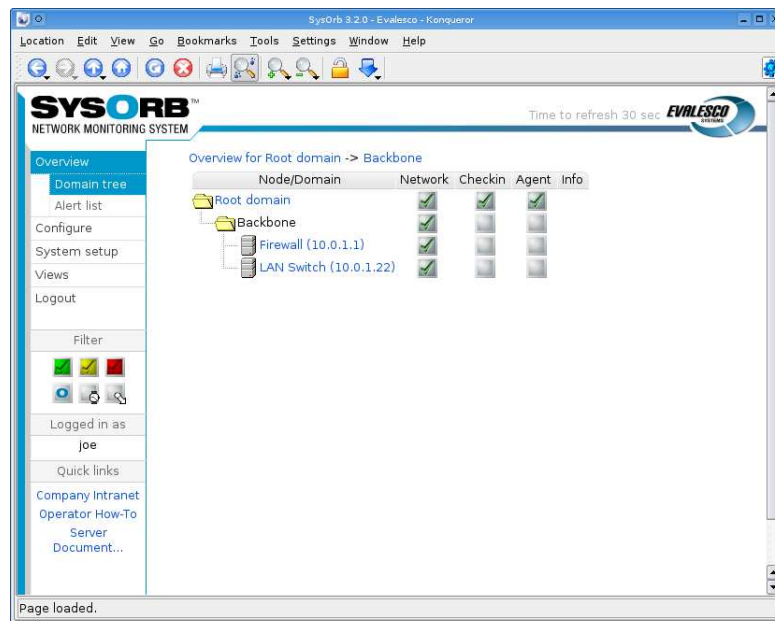 SysOrb 3.2.0 - Evalesco - Konqueror
Location Edit View Go Bookmarks Tools Settings Window Help
SYSORB™
NETWORK MONITORING SYSTEM
Time to refresh 30 sec EVALESCO
SYSTEMS
Overview
Domain tree
Alert list
Configure
System setup
Views
Logout
Filter
Logged in as
joe
Quick links
Company Intranet
Operator How-To
Server
Document...
Overview for Root domain -> Backbone
Node/Domain Network Checkin Agent Info
Root domain
Backbone
Firewall (10.0.1.1)
LAN Switch (10.0.1.22)
Page loaded.